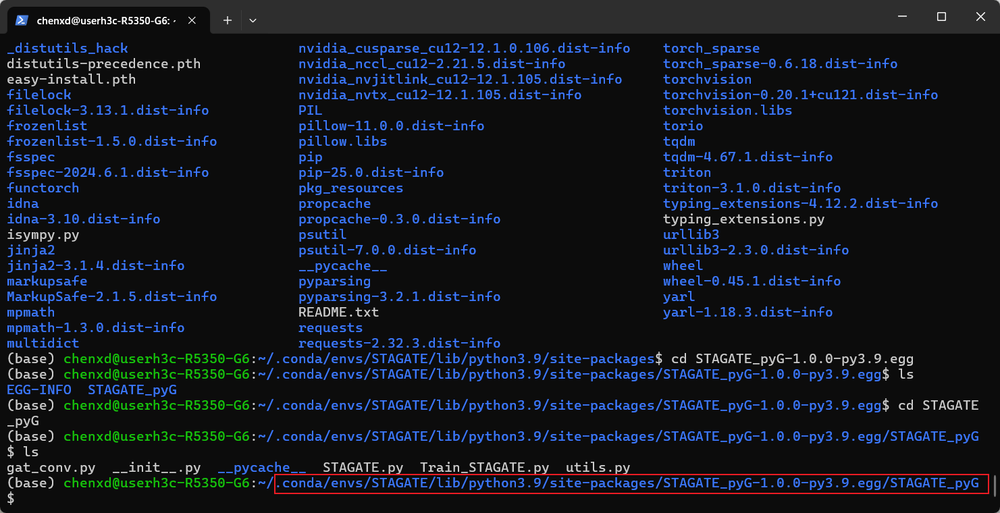 chenxd@userh3c-R5350-G6: ~
_distutils_hack nvidia_cusparse_cu12-12.1.0.106.dist-info torch_sparse
distutils-precedence.pth nvidia_nccl_cu12-2.21.5.dist-info torch_sparse-0.6.18.dist-info
easy-install.pth nvidia_nvjitlink_cu12-12.1.105.dist-info torchvision
filelock nvidia_nvtx_cu12-12.1.105.dist-info torchvision-0.20.1+cu121.dist-info
filelock-3.13.1.dist-info PIL torchvision.libs
frozenlist pillow-11.0.0.dist-info torio
frozenlist-1.5.0.dist-info pillow.libs tqdm
fsspec pip tqdm-4.67.1.dist-info
fsspec-2024.6.1.dist-info pip-25.0.dist-info triton
functorch pkg_resources triton-3.1.0.dist-info
idna propcache typing_extensions-4.12.2.dist-info
idna-3.10.dist-info propcache-0.3.0.dist-info typing_extensions.py
isympy.py psutil urllib3
jinja2 psutil-7.0.0.dist-info urllib3-2.3.0.dist-info
jinja2-3.1.4.dist-info __pycache__ wheel
markupsafe pyparsing wheel-0.45.1.dist-info
MarkupSafe-2.1.5.dist-info pyparsing-3.2.1.dist-info yarl
mpmath README.txt yarl-1.18.3.dist-info
mpmath-1.3.0.dist-info requests
multidict requests-2.32.3.dist-info
(base) chenxd@userh3c-R5350-G6:~/.conda/envs/STAGATE/lib/python3.9/site-packages$ cd STAGATE_pyG-1.0.0-py3.9.egg
(base) chenxd@userh3c-R5350-G6:~/.conda/envs/STAGATE/lib/python3.9/site-packages/STAGATE_pyG-1.0.0-py3.9.egg$ ls
EGG-INFO STAGATE_pyG
(base) chenxd@userh3c-R5350-G6:~/.conda/envs/STAGATE/lib/python3.9/site-packages/STAGATE_pyG-1.0.0-py3.9.egg$ cd STAGATE
_pyG
(base) chenxd@userh3c-R5350-G6:~/.conda/envs/STAGATE/lib/python3.9/site-packages/STAGATE_pyG-1.0.0-py3.9.egg/STAGATE_pyG
$ ls
gat_conv.py __init__.py __pycache__ STAGATE.py Train_STAGATE.py utils.py
(base) chenxd@userh3c-R5350-G6:~/.conda/envs/STAGATE/lib/python3.9/site-packages/STAGATE_pyG-1.0.0-py3.9.egg/STAGATE_pyG
$